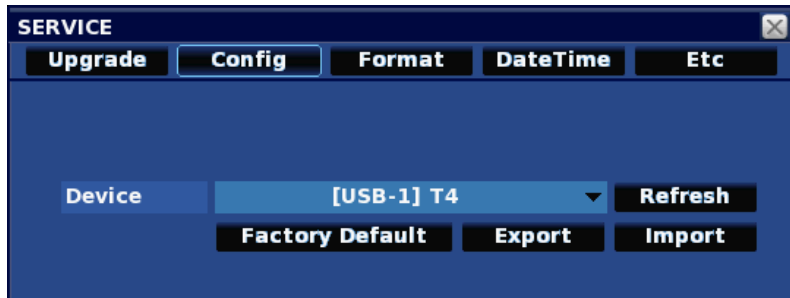 SERVICE
Upgrade Config Format DateTime Etc
Device [USB-1] T4 Refresh
Factory Default Export Import